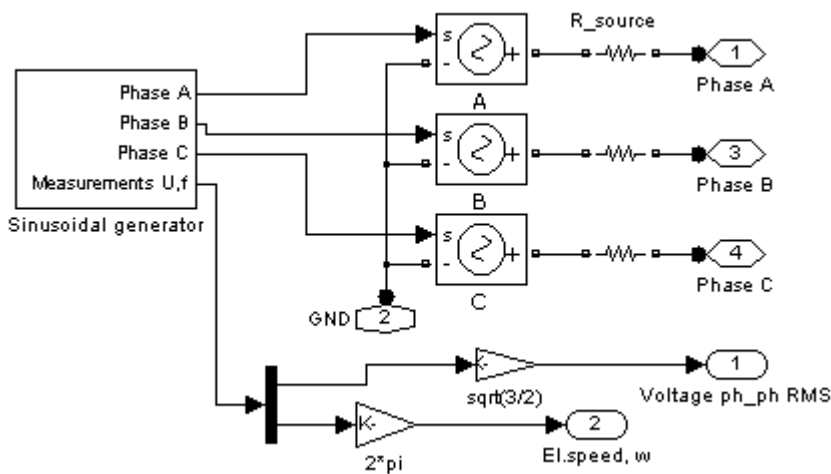 R_source
s
-
+
A
1
Phase A
Phase A
Phase B
Phase C
Measurements U,f
Sinusoidal generator
s
-
+
B
3
Phase B
s
-
+
C
4
Phase C
GND
2
K-
sqrt(3/2)
1
Voltage ph_ph RMS
K-
2*pi
2
El.speed, w